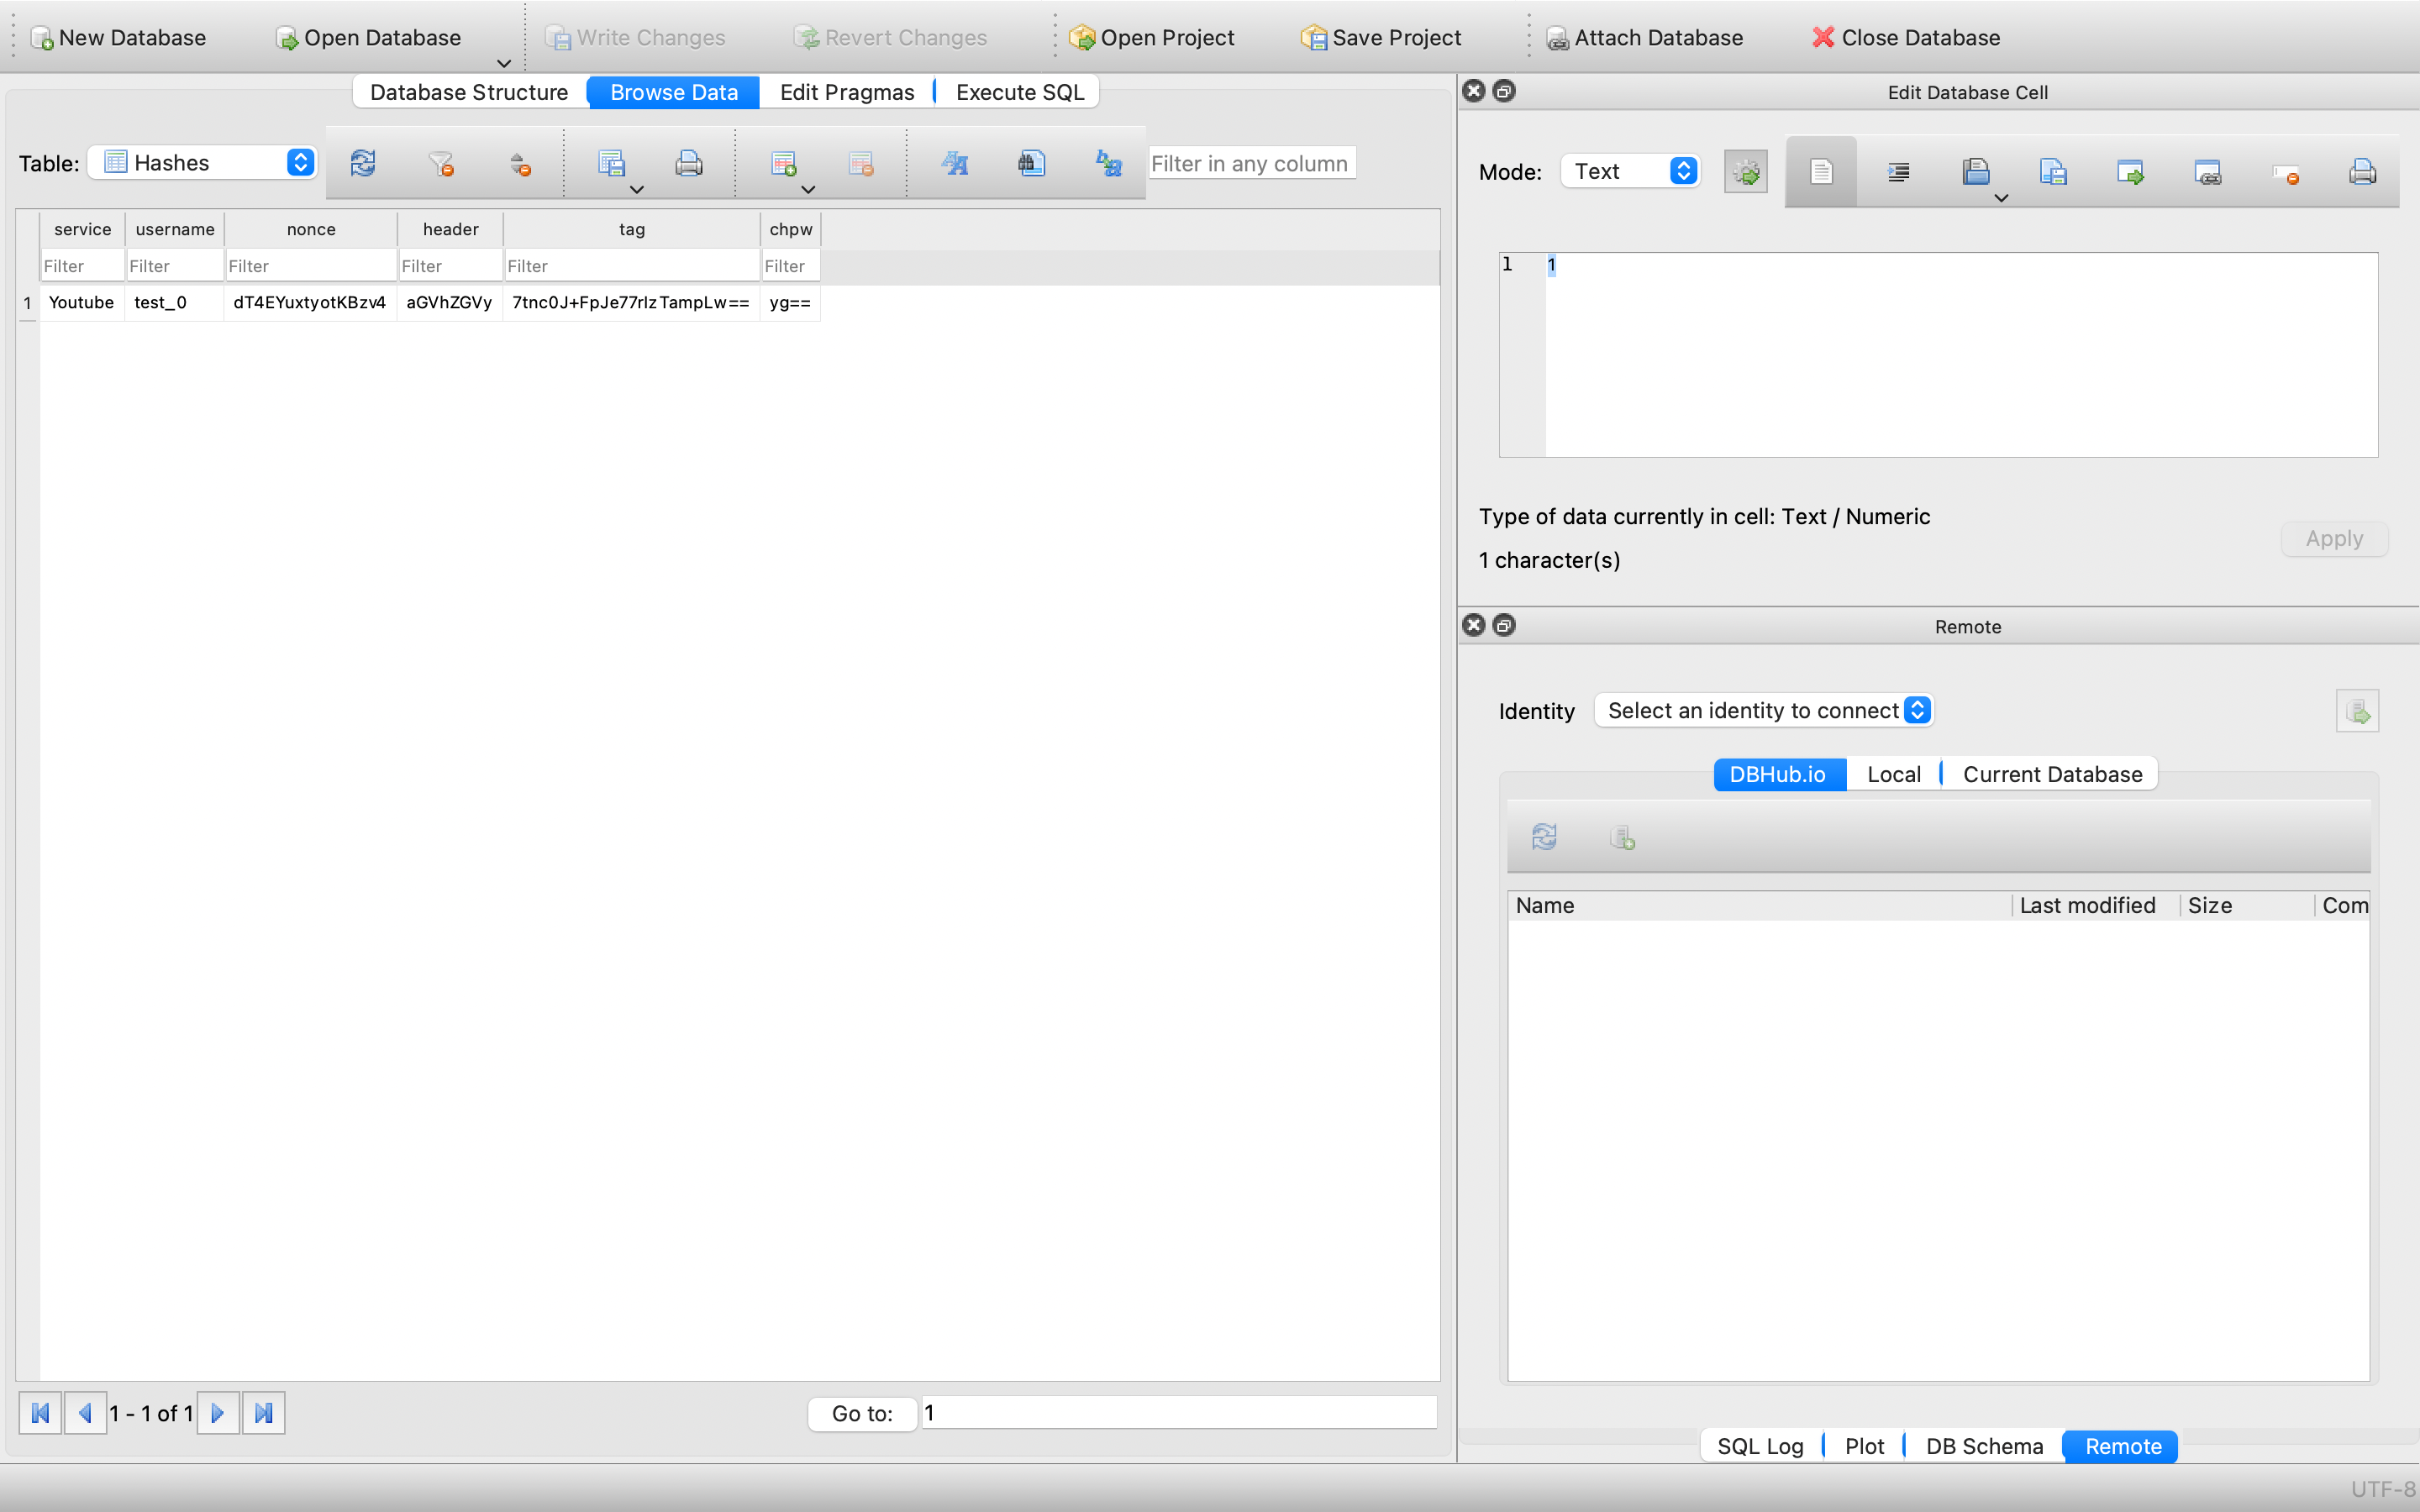 New Database Open Database Write Changes Revert Changes Open Project Save Project Attach Database Close Database
Database Structure Browse Data Edit Pragmas Execute SQL
Table: Hashes Filter in any column
service username nonce header tag chpw
Filter Filter Filter Filter Filter Filter
1 Youtube test_0 dT4EYuxtyotKBzv4 aGVhZGVy 7tnc0J+FpJe77rIzTampLw== yg==
1 - 1 of 1 Go to: 1
Edit Database Cell
Mode: Text
1 1
Type of data currently in cell: Text / Numeric
1 character(s)
Apply
Remote
Identity Select an identity to connect
DBHub.io Local Current Database
Name Last modified Size Com
SQL Log Plot DB Schema Remote
UTF-8